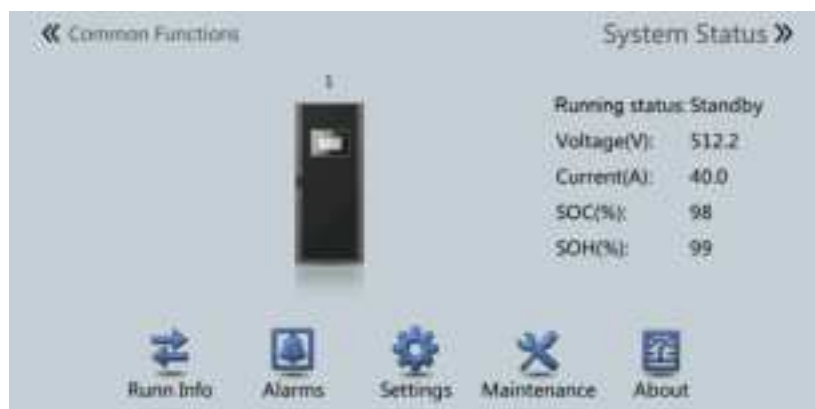 Common Functions
System Status
1
Running status: Standby
Voltage(V): 512.2
Current(A): 40.0
SOC(%): 98
SOH(%): 99
Runn.Info
Alarms
Settings
Maintenance
About